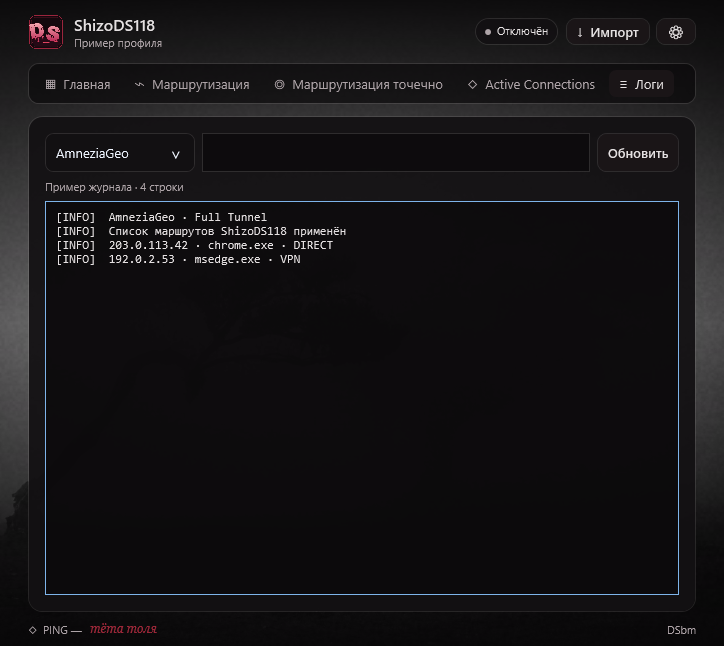 DS
ShizoDS118
Пример профиля
Отключён
Импорт
Главная
Маршрутизация
Маршрутизация точечно
Active Connections
Логи
AmneziaGeo
Обновить
Пример журнала · 4 строки
[INFO] AmneziaGeo · Full Tunnel
[INFO] Список маршрутов ShizoDS118 применён
[INFO] 203.0.113.42 · chrome.exe · DIRECT
[INFO] 192.0.2.53 · msedge.exe · VPN
PING — тёта толя
DSbm